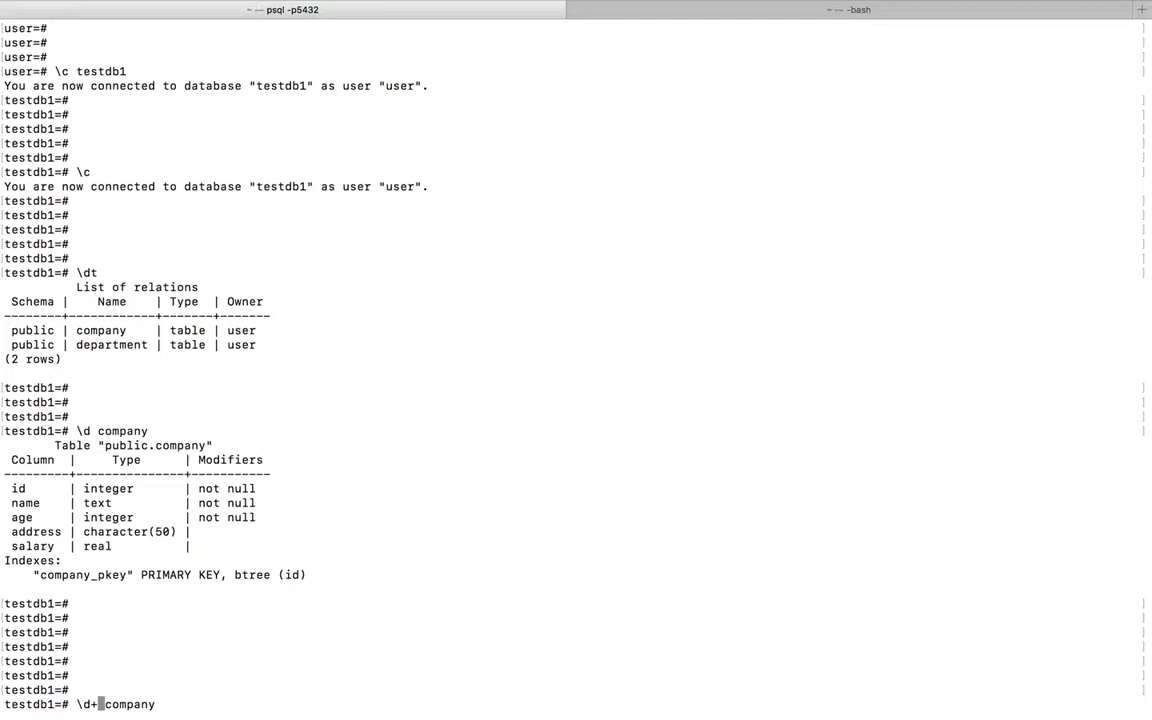 ~ — psql -p5432
~ — -bash
+
user=#
user=#
user=#
user=# \c testdb1
You are now connected to database "testdb1" as user "user".
testdb1=#
testdb1=#
testdb1=#
testdb1=#
testdb1=#
testdb1=# \c
You are now connected to database "testdb1" as user "user".
testdb1=#
testdb1=#
testdb1=#
testdb1=#
testdb1=#
testdb1=# \dt
          List of relations
 Schema |    Name    | Type  | Owner
--------+------------+-------+-------
 public | company    | table | user
 public | department | table | user
(2 rows)
testdb1=#
testdb1=#
testdb1=#
testdb1=# \d company
       Table "public.company"
 Column  |     Type      | Modifiers
---------+---------------+-----------
 id      | integer       | not null
 name    | text          | not null
 age     | integer       | not null
 address | character(50) |
 salary  | real          |
Indexes:
    "company_pkey" PRIMARY KEY, btree (id)
testdb1=#
testdb1=#
testdb1=#
testdb1=#
testdb1=#
testdb1=#
testdb1=#
testdb1=# \d+ company